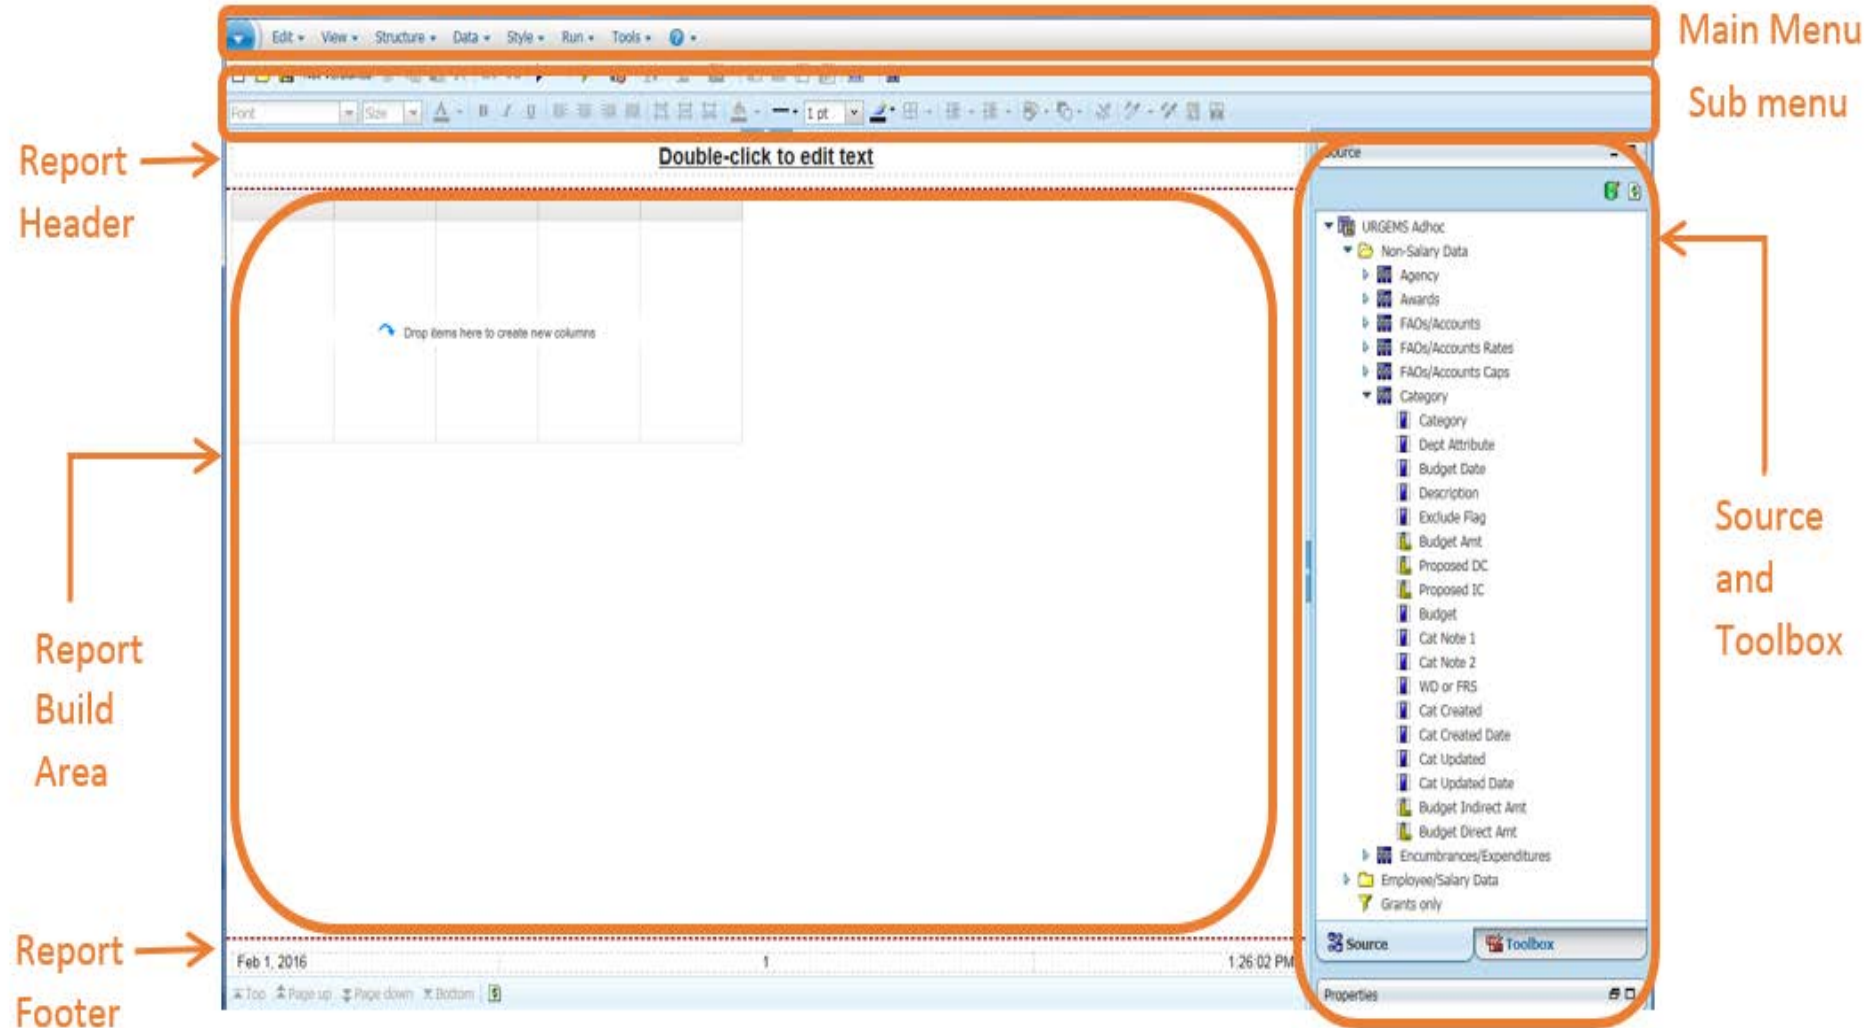 Main Menu
Edit View Structure Data Style Run Tools
Sub menu
Font Size A B I U 1 pt
Report
Header
Double-click to edit text
Source
URGEMS Adhoc
Non-Salary Data
Agency
Awards
FAOs/Accounts
FAOs/Accounts Rates
FAOs/Accounts Caps
Category
Category
Dept Attribute
Budget Date
Description
Exclude Flag
Budget Amt
Proposed DC
Proposed IC
Budget
Cat Note 1
Cat Note 2
WD or FRS
Cat Created
Cat Created Date
Cat Updated
Cat Updated Date
Budget Indirect Amt
Budget Direct Amt
Encumbrances/Expenditures
Employee/Salary Data
Grants only
Source Toolbox
Properties
Drop items here to create new columns
Report
Build
Area
Source
and
Toolbox
Report
Footer
Feb 1, 2016 1 1:26:02 PM
Top Page up Page down Bottom